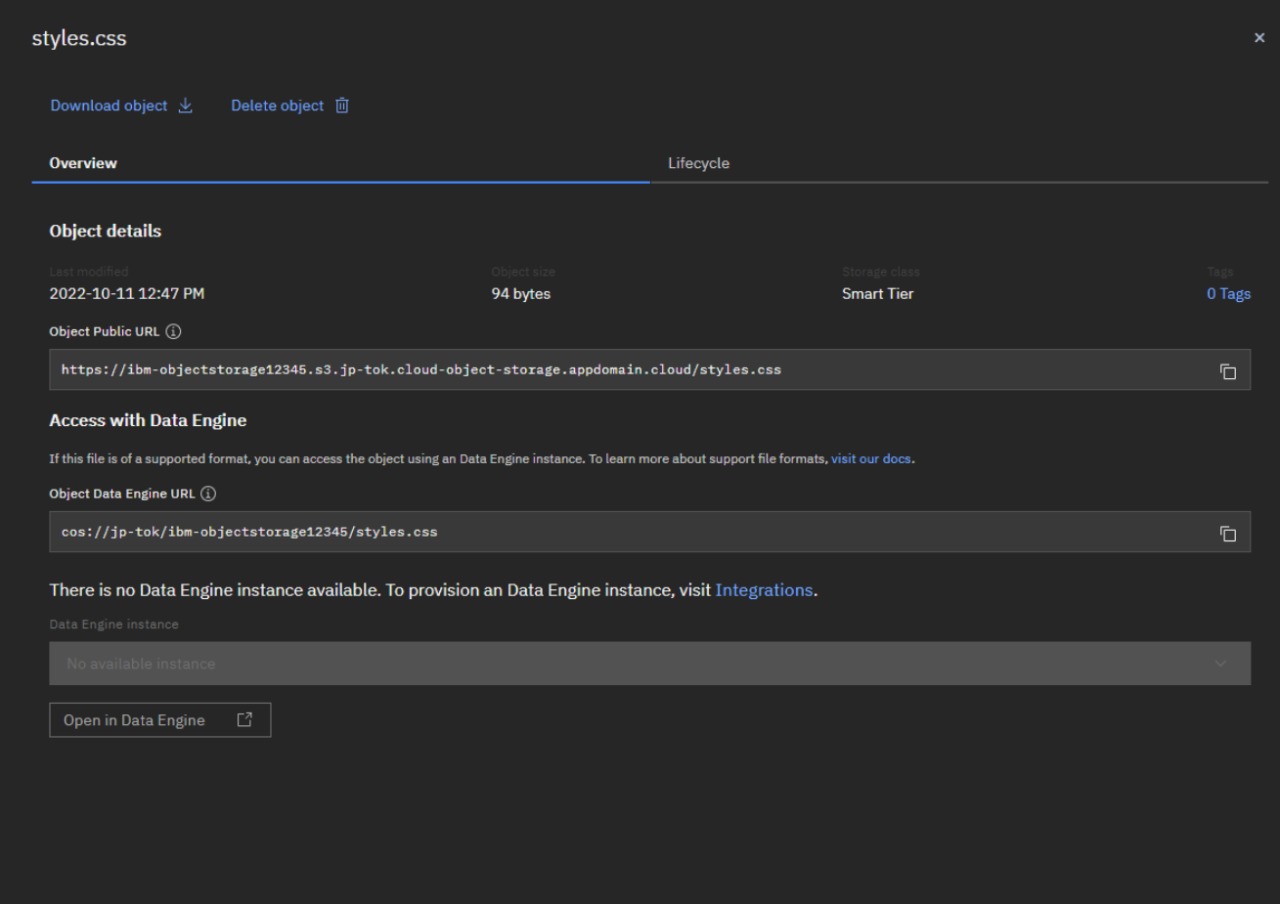 styles.css
Download object
Delete object
Overview
Lifecycle
Object details
Last modified
Object size
Storage class
Tags
2022-10-11 12:47 PM
94 bytes
Smart Tier
0 Tags
Object Public URL
https://ibm-objectstorage12345.s3.jp-tok.cloud-object-storage.appdomain.cloud/styles.css
Access with Data Engine
If this file is of a supported format, you can access the object using an Data Engine instance. To learn more about support file formats, visit our docs.
Object Data Engine URL
cos://jp-tok/ibm-objectstorage12345/styles.css
There is no Data Engine instance available. To provision an Data Engine instance, visit Integrations.
Data Engine instance
No available instance
Open in Data Engine